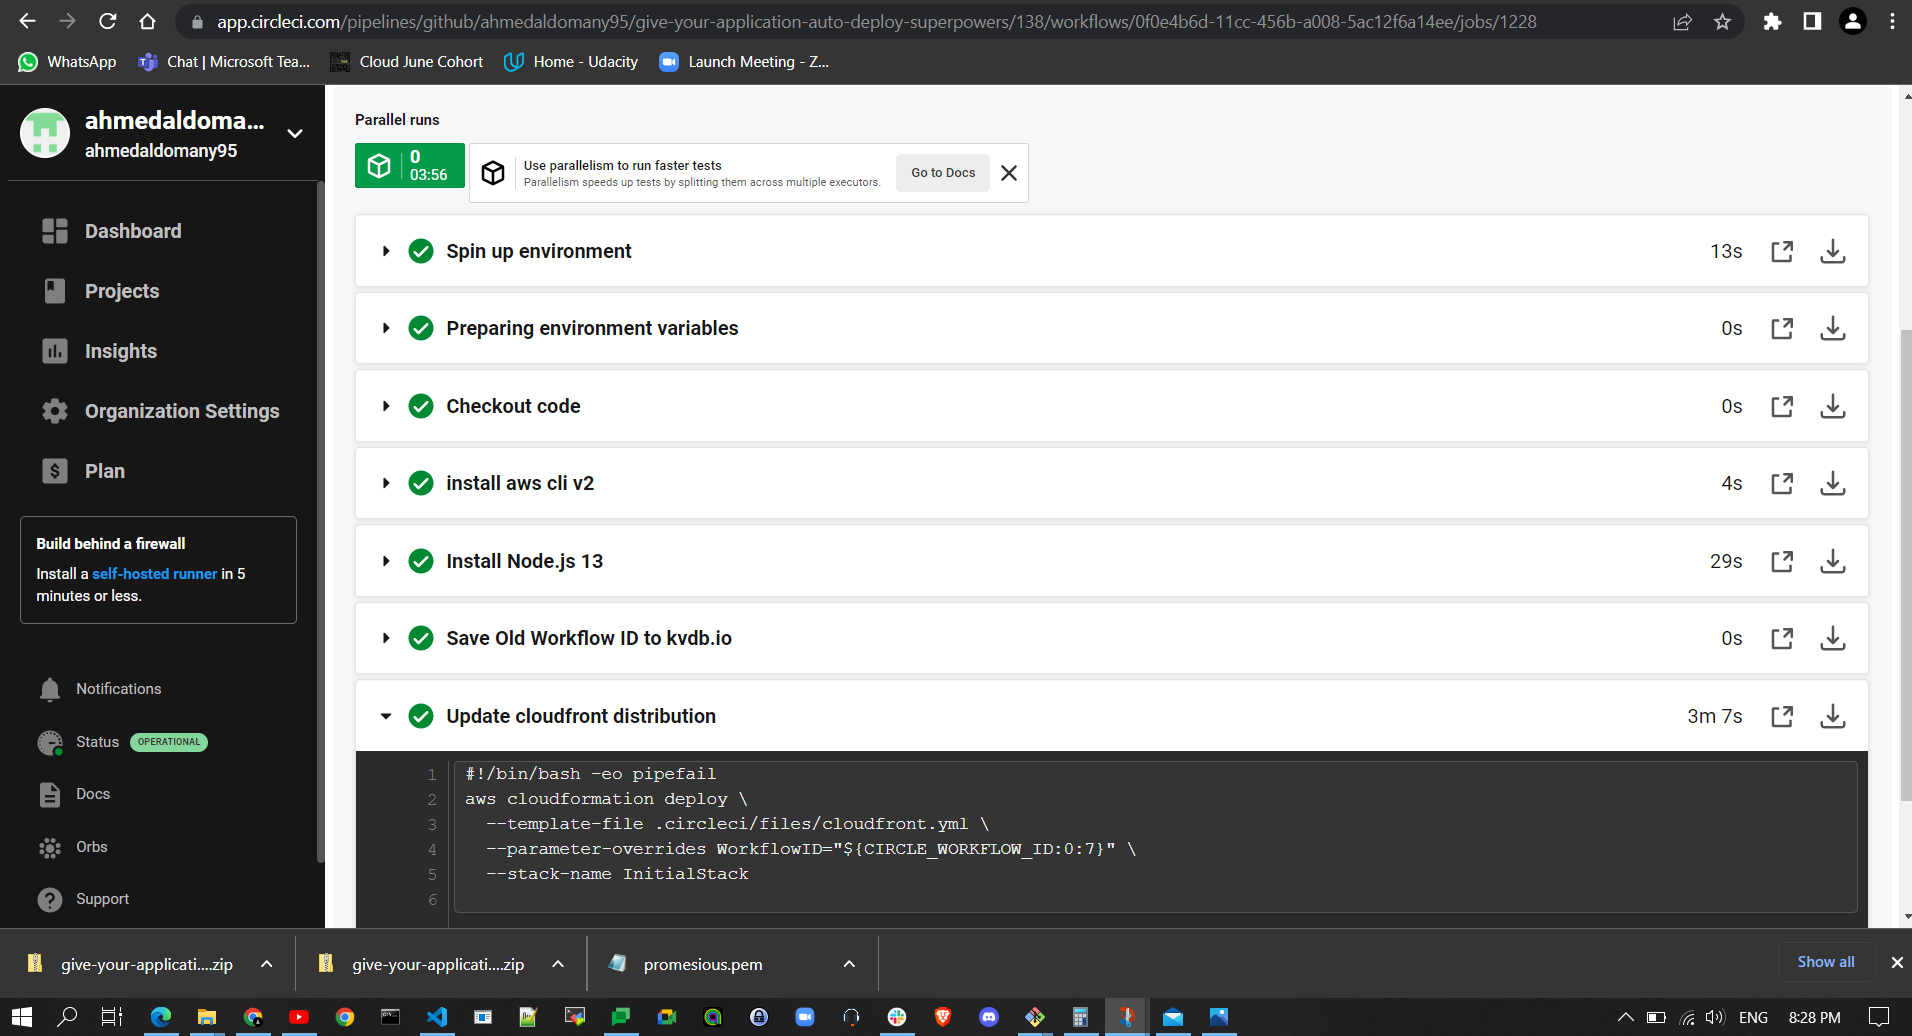 app.circleci.com/pipelines/github/ahmedaldomany95/give-your-application-auto-deploy-superpowers/138/workflows/0f0e4b6d-11cc-456b-a008-5ac12f6a14ee/jobs/1228
WhatsApp
Chat | Microsoft Tea...
Cloud June Cohort
Home - Udacity
Launch Meeting - Z...
ahmedaldoma...
ahmedaldomany95
Dashboard
Projects
Insights
Organization Settings
Plan
Build behind a firewall
Install a self-hosted runner in 5
minutes or less.
Notifications
Status OPERATIONAL
Docs
Orbs
Support
Parallel runs
0
03:56
Use parallelism to run faster tests
Parallelism speeds up tests by splitting them across multiple executors.
Go to Docs
Spin up environment 13s
Preparing environment variables 0s
Checkout code 0s
install aws cli v2 4s
Install Node.js 13 29s
Save Old Workflow ID to kvdb.io 0s
Update cloudfront distribution 3m 7s
1 #!/bin/bash -eo pipefail
2 aws cloudformation deploy \
3 --template-file .circleci/files/cloudfront.yml \
4 --parameter-overrides WorkflowID="${CIRCLE_WORKFLOW_ID:0:7}" \
5 --stack-name InitialStack
6
give-your-applicati....zip
give-your-applicati....zip
promesious.pem
Show all
ENG
8:28 PM